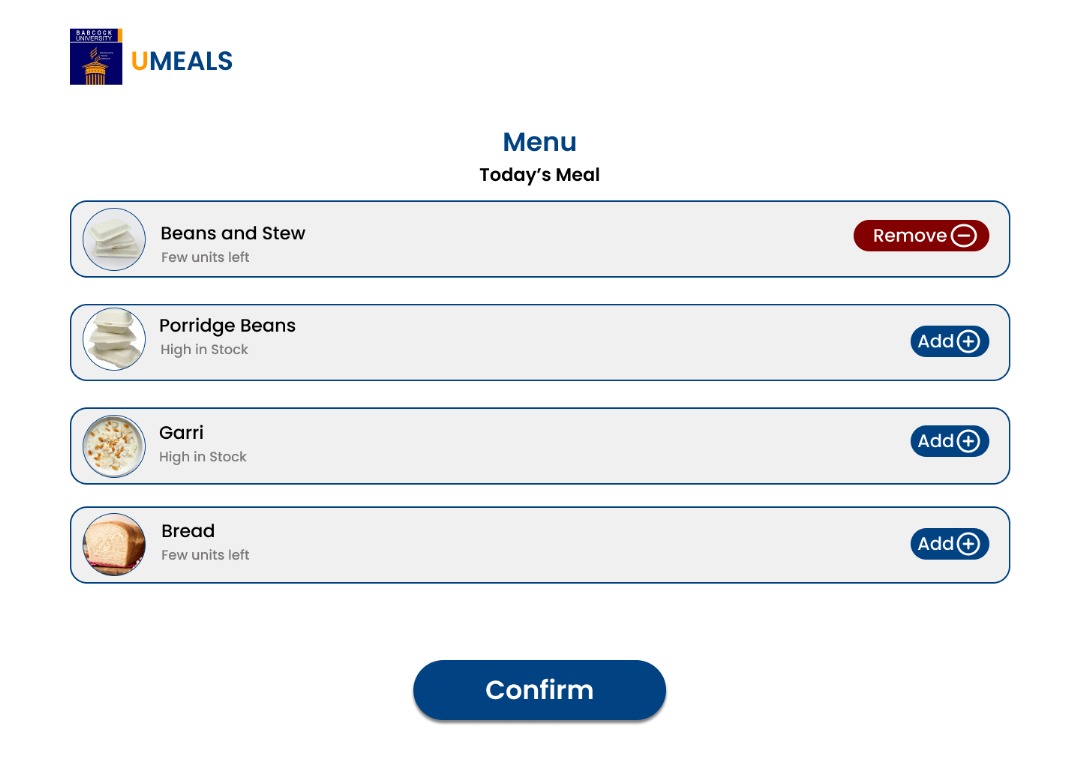 BABCOCK
UNIVERSITY
UMEALS
Menu
Today’s Meal
Beans and Stew
Few units left
Remove
Porridge Beans
High in Stock
Add
Garri
High in Stock
Add
Bread
Few units left
Add
Confirm